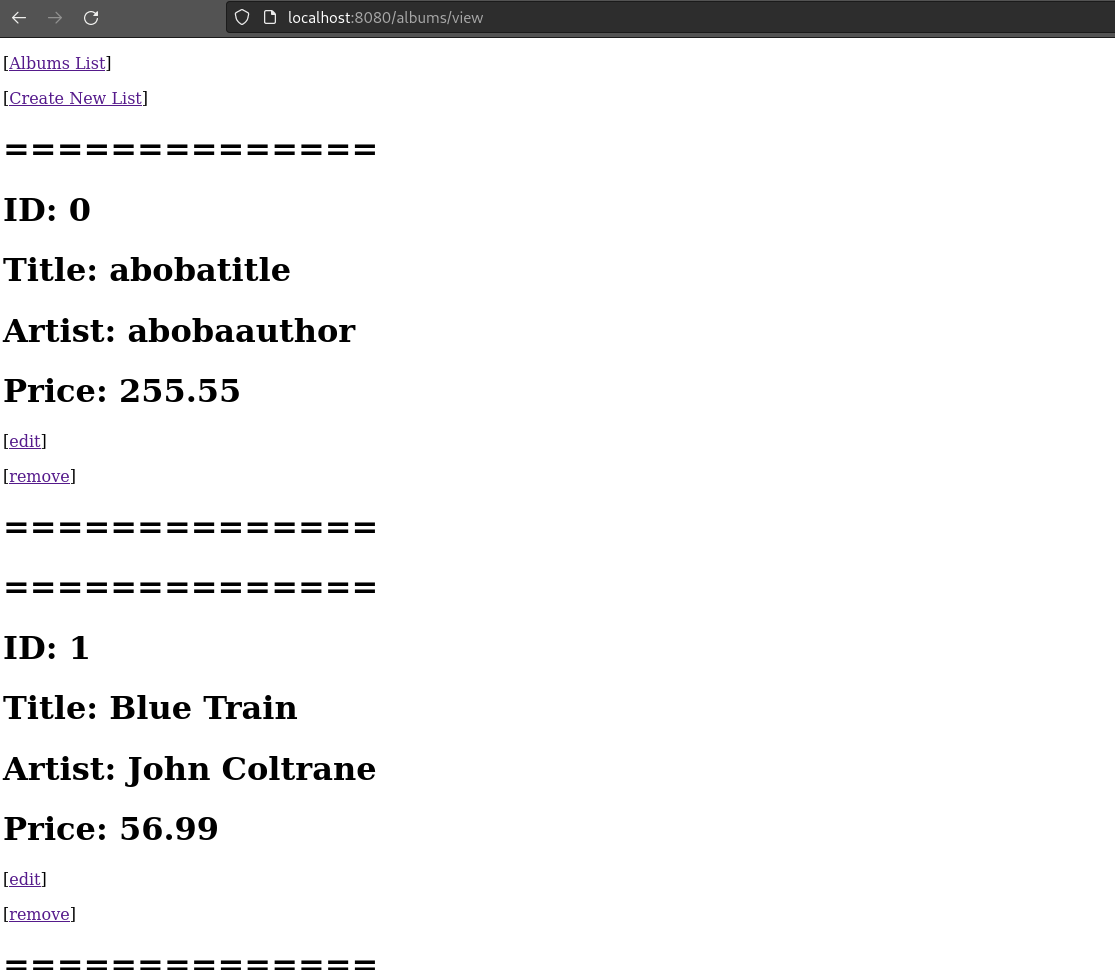 localhost:8080/albums/view
[Albums List]
[Create New List]
==============
ID: 0
Title: abobatitle
Artist: abobaauthor
Price: 255.55
[edit]
[remove]
==============
==============
ID: 1
Title: Blue Train
Artist: John Coltrane
Price: 56.99
[edit]
[remove]
==============